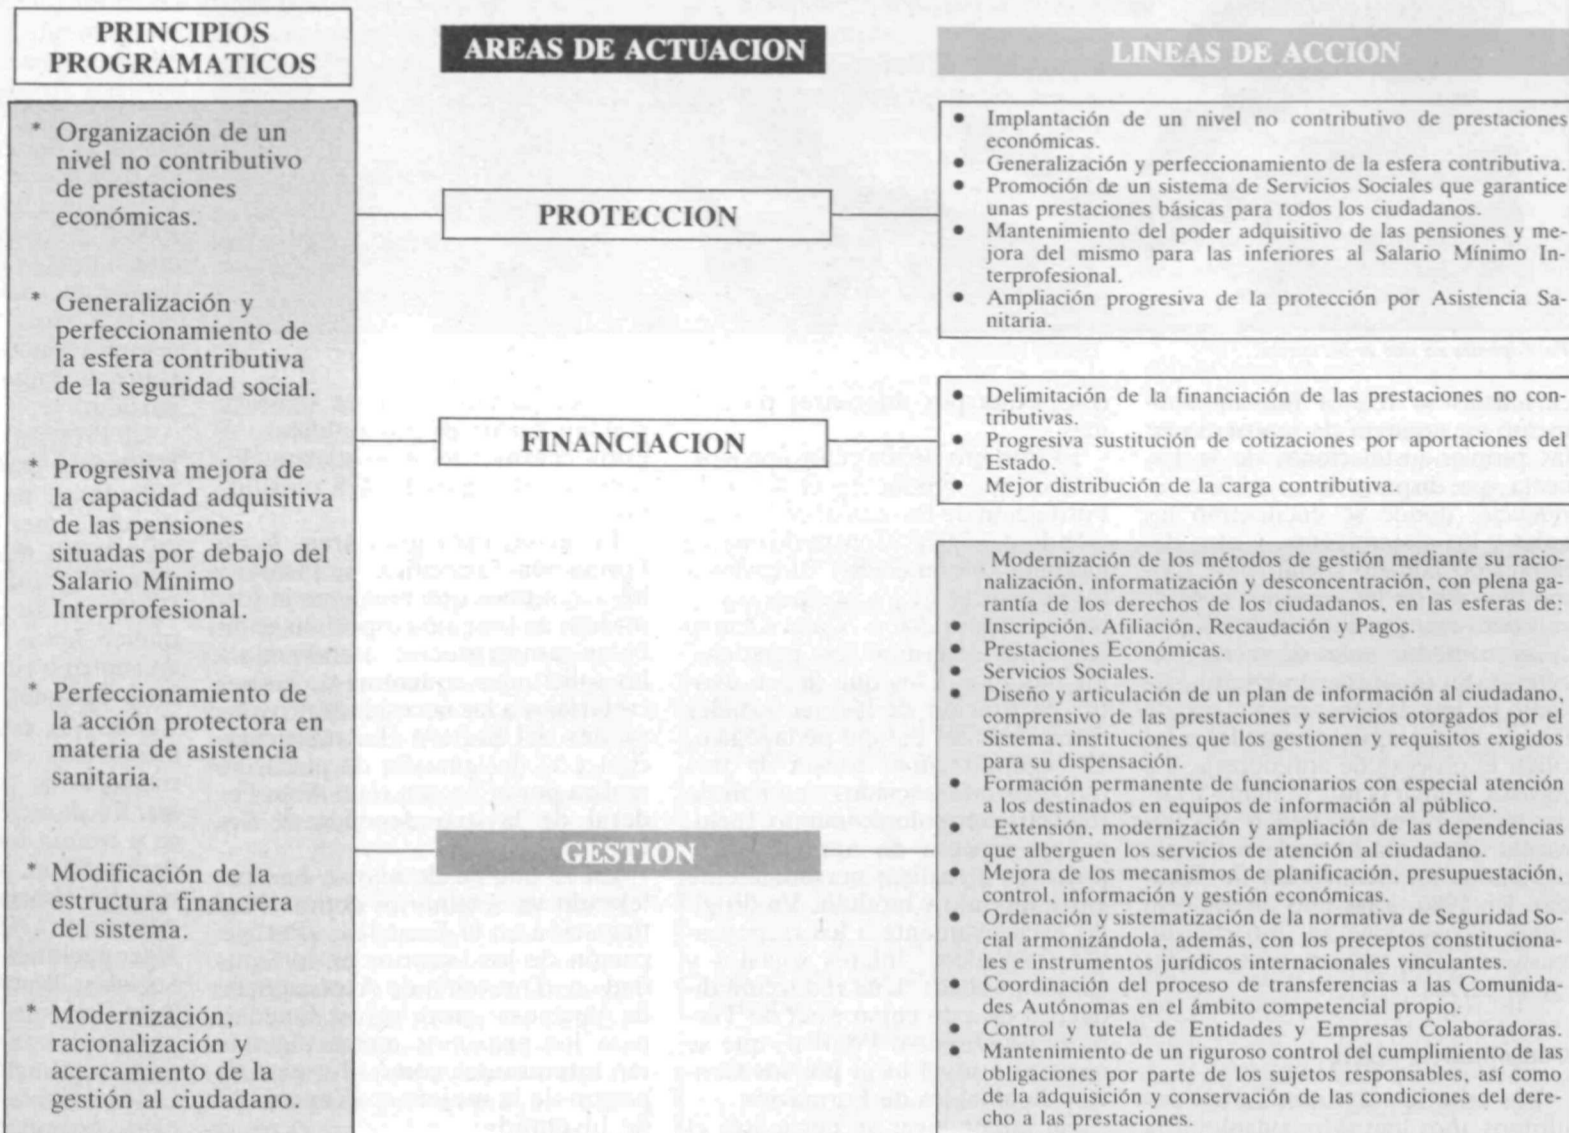 PRINCIPIOS
PROGRAMATICOS
* Organización de un
nivel no contributivo
de prestaciones
económicas.
* Generalización y
perfeccionamiento de
la esfera contributiva
de la seguridad social.
* Progresiva mejora de
la capacidad adquisitiva
de las pensiones
situadas por debajo del
Salario Mínimo
Interprofesional.
* Perfeccionamiento de
la acción protectora en
materia de asistencia
sanitaria.
* Modificación de la
estructura financiera
del sistema.
* Modernización,
racionalización y
acercamiento de la
gestión al ciudadano.
AREAS DE ACTUACION
PROTECCION
FINANCIACION
GESTION
LINEAS DE ACCION
• Implantación de un nivel no contributivo de prestaciones
económicas.
• Generalización y perfeccionamiento de la esfera contributiva.
• Promoción de un sistema de Servicios Sociales que garantice
unas prestaciones básicas para todos los ciudadanos.
• Mantenimiento del poder adquisitivo de las pensiones y me-
jora del mismo para las inferiores al Salario Mínimo In-
terprofesional.
• Ampliación progresiva de la protección por Asistencia Sa-
nitaria.
• Delimitación de la financiación de las prestaciones no con-
tributivas.
• Progresiva sustitución de cotizaciones por aportaciones del
Estado.
• Mejor distribución de la carga contributiva.
• Modernización de los métodos de gestión mediante su racio-
nalización, informatización y desconcentración, con plena ga-
rantía de los derechos de los ciudadanos, en las esferas de:
• Inscripción, Afiliación, Recaudación y Pagos.
• Prestaciones Económicas.
• Servicios Sociales.
• Diseño y articulación de un plan de información al ciudadano,
comprensivo de las prestaciones y servicios otorgados por el
Sistema, instituciones que los gestionen y requisitos exigidos
para su dispensación.
• Formación permanente de funcionarios con especial atención
a los destinados en equipos de información al público.
• Extensión, modernización y ampliación de las dependencias
que alberguen los servicios de atención al ciudadano.
• Mejora de los mecanismos de planificación, presupuestación,
control, información y gestión económicas.
• Ordenación y sistematización de la normativa de Seguridad So-
cial armonizándola, además, con los preceptos constituciona-
les e instrumentos jurídicos internacionales vinculantes.
• Coordinación del proceso de transferencias a las Comunida-
des Autónomas en el ámbito competencial propio.
• Control y tutela de Entidades y Empresas Colaboradoras.
• Mantenimiento de un riguroso control del cumplimiento de las
obligaciones por parte de los sujetos responsables, así como
de la adquisición y conservación de las condiciones del dere-
cho a las prestaciones.